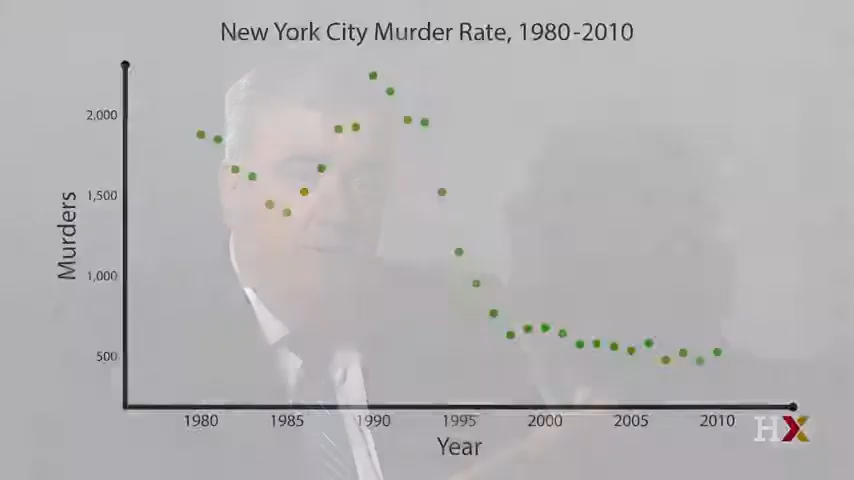 New York City Murder Rate, 1980-2010
2,000
1,500
1,000
500
Murders
1980 1985 1990 1995 2000 2005 2010
Year
HX